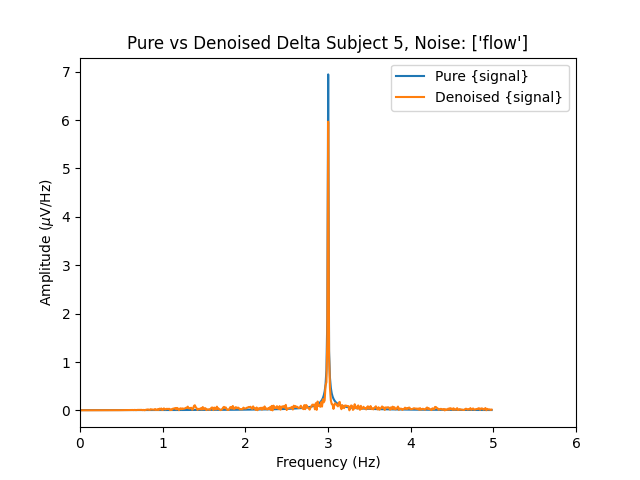 Pure vs Denoised Delta Subject 5, Noise: ['flow']
Pure {signal}
Denoised {signal}
Amplitude (μV/Hz)
7
6
5
4
3
2
1
0
0 1 2 3 4 5 6
Frequency (Hz)